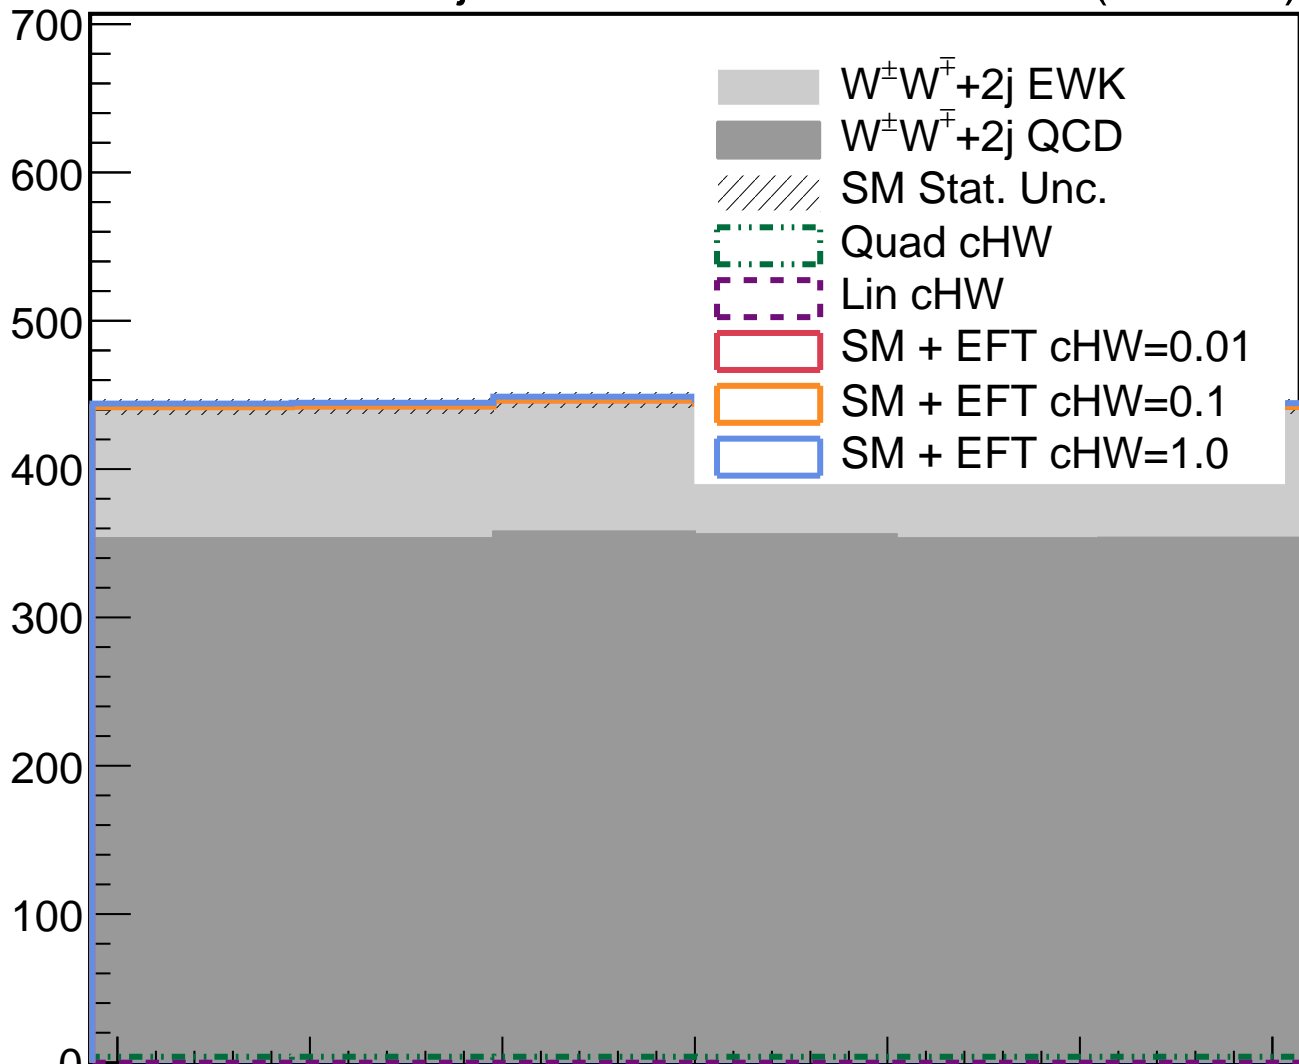 700
600
500
400
300
200
100
0
W±W∓+2j EWK
W±W∓+2j QCD
SM Stat. Unc.
Quad cHW
Lin cHW
SM + EFT cHW=0.01
SM + EFT cHW=0.1
SM + EFT cHW=1.0